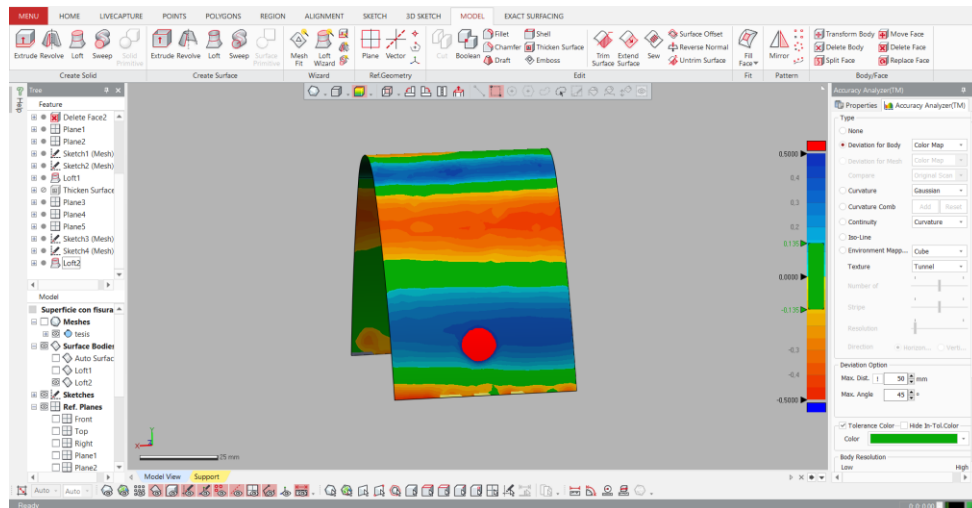 MENU HOME LIVECAPTURE POINTS POLYGONS REGION ALIGNMENT SKETCH 3D SKETCH MODEL EXACT SURFACING
Extrude Revolve Loft Sweep Solid Primitive
Create Solid
Extrude Revolve Loft Sweep Surface Primitive
Create Surface
Mesh Fit Loft Wizard
Wizard
Plane Vector
Ref.Geometry
Cut Boolean
Fillet Shell
Chamfer Thicken Surface
Draft Emboss
Trim Surface Extend Surface Sew
Surface Offset
Reverse Normal
Untrim Surface
Edit
Fill Face
Fit
Mirror
Pattern
Transform Body Move Face
Delete Body Delete Face
Split Face Replace Face
Body/Face
Help
Tree
Feature
Delete Face2
Plane1
Plane2
Sketch1 (Mesh)
Sketch2 (Mesh)
Loft1
Thicken Surface
Plane3
Plane4
Plane5
Sketch3 (Mesh)
Sketch4 (Mesh)
Loft2
Model
Superficie con fisura
Meshes
tesis
Surface Bodies
Auto Surfac
Loft1
Loft2
Sketches
Ref. Planes
Front
Top
Right
Plane1
Plane2
25 mm
0.5000
0.4
0.3
0.2
0.135
0.0000
-0.135
-0.3
-0.4
-0.5000
Accuracy Analyzer(TM)
Properties Accuracy Analyzer(TM)
Type
None
Deviation for Body Color Map
Deviation for Mesh Color Map
Compare Original Scan
Curvature Gaussian
Curvature Comb Add Reset
Continuity Curvature
Iso-Line
Environment Mapp... Cube
Texture Tunnel
Number of
Stripe
Resolution
Direction Horizon... Verti...
Deviation Option
Max. Dist. ! 50 mm
Max. Angle 45 °
Tolerance Color Hide In-Tol.Color
Color
Body Resolution
Low High
Model View Support
Auto Auto
Ready